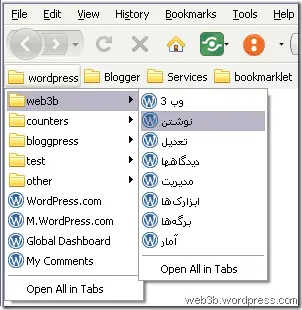 File Edit View History Bookmarks Tools Help
wordpress Blogger Services bookmarklet
web3b
counters
bloggpress
test
other
WordPress.com
M.WordPress.com
Global Dashboard
My Comments
Open All in Tabs
وب 3
نوشتن
تعدیل
دیدگاهها
مدیریت
ابزارک‌ها
برگه‌ها
آمار
Open All in Tabs
web3b.wordpress.com